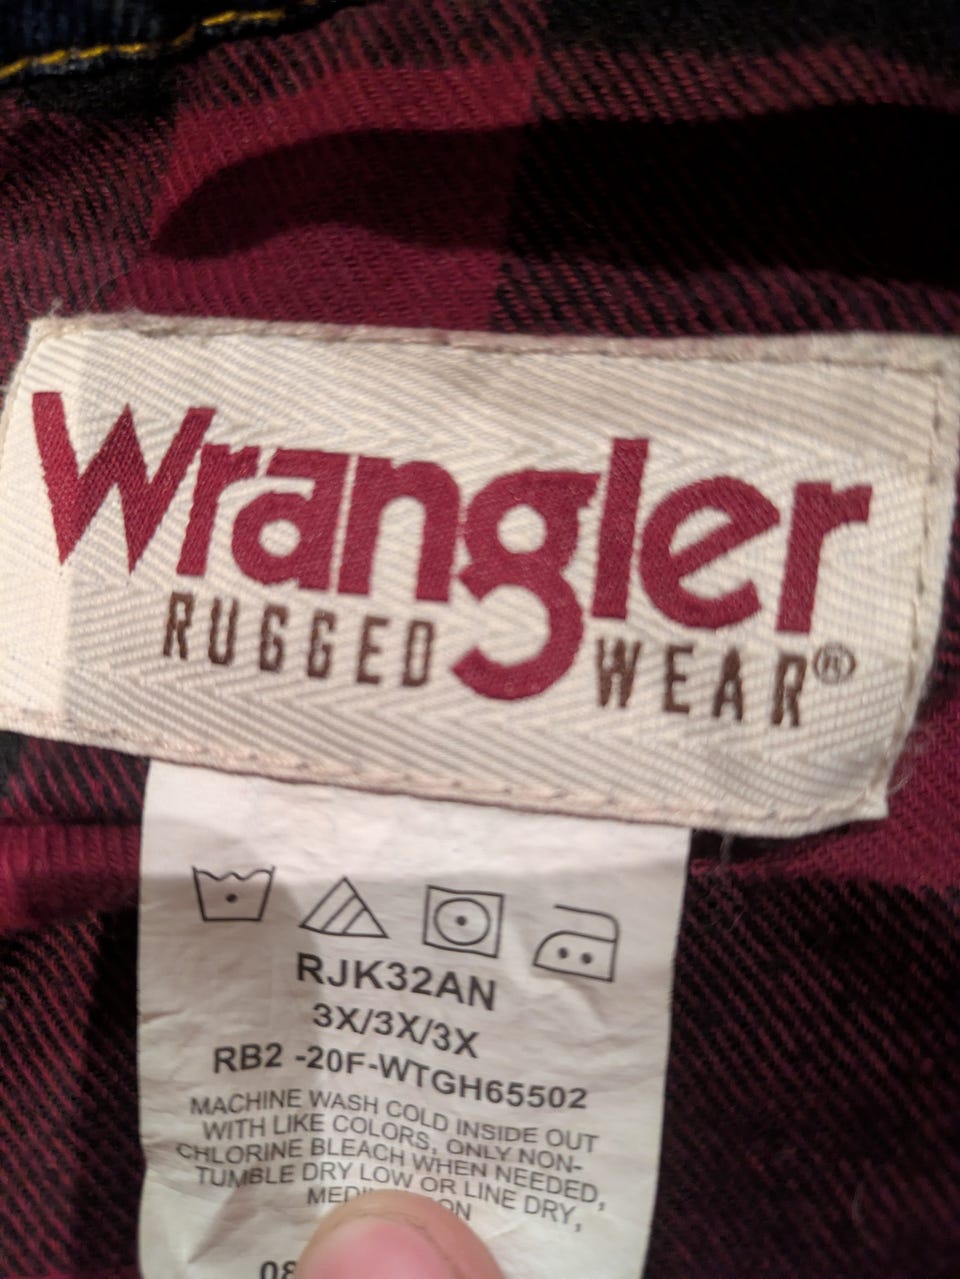 Wrangler
RUGGED WEAR®
RJK32AN
3X/3X/3X
RB2 -20F-WTGH65502
MACHINE WASH COLD INSIDE OUT
WITH LIKE COLORS, ONLY NON-
CHLORINE BLEACH WHEN NEEDED,
TUMBLE DRY LOW OR LINE DRY,